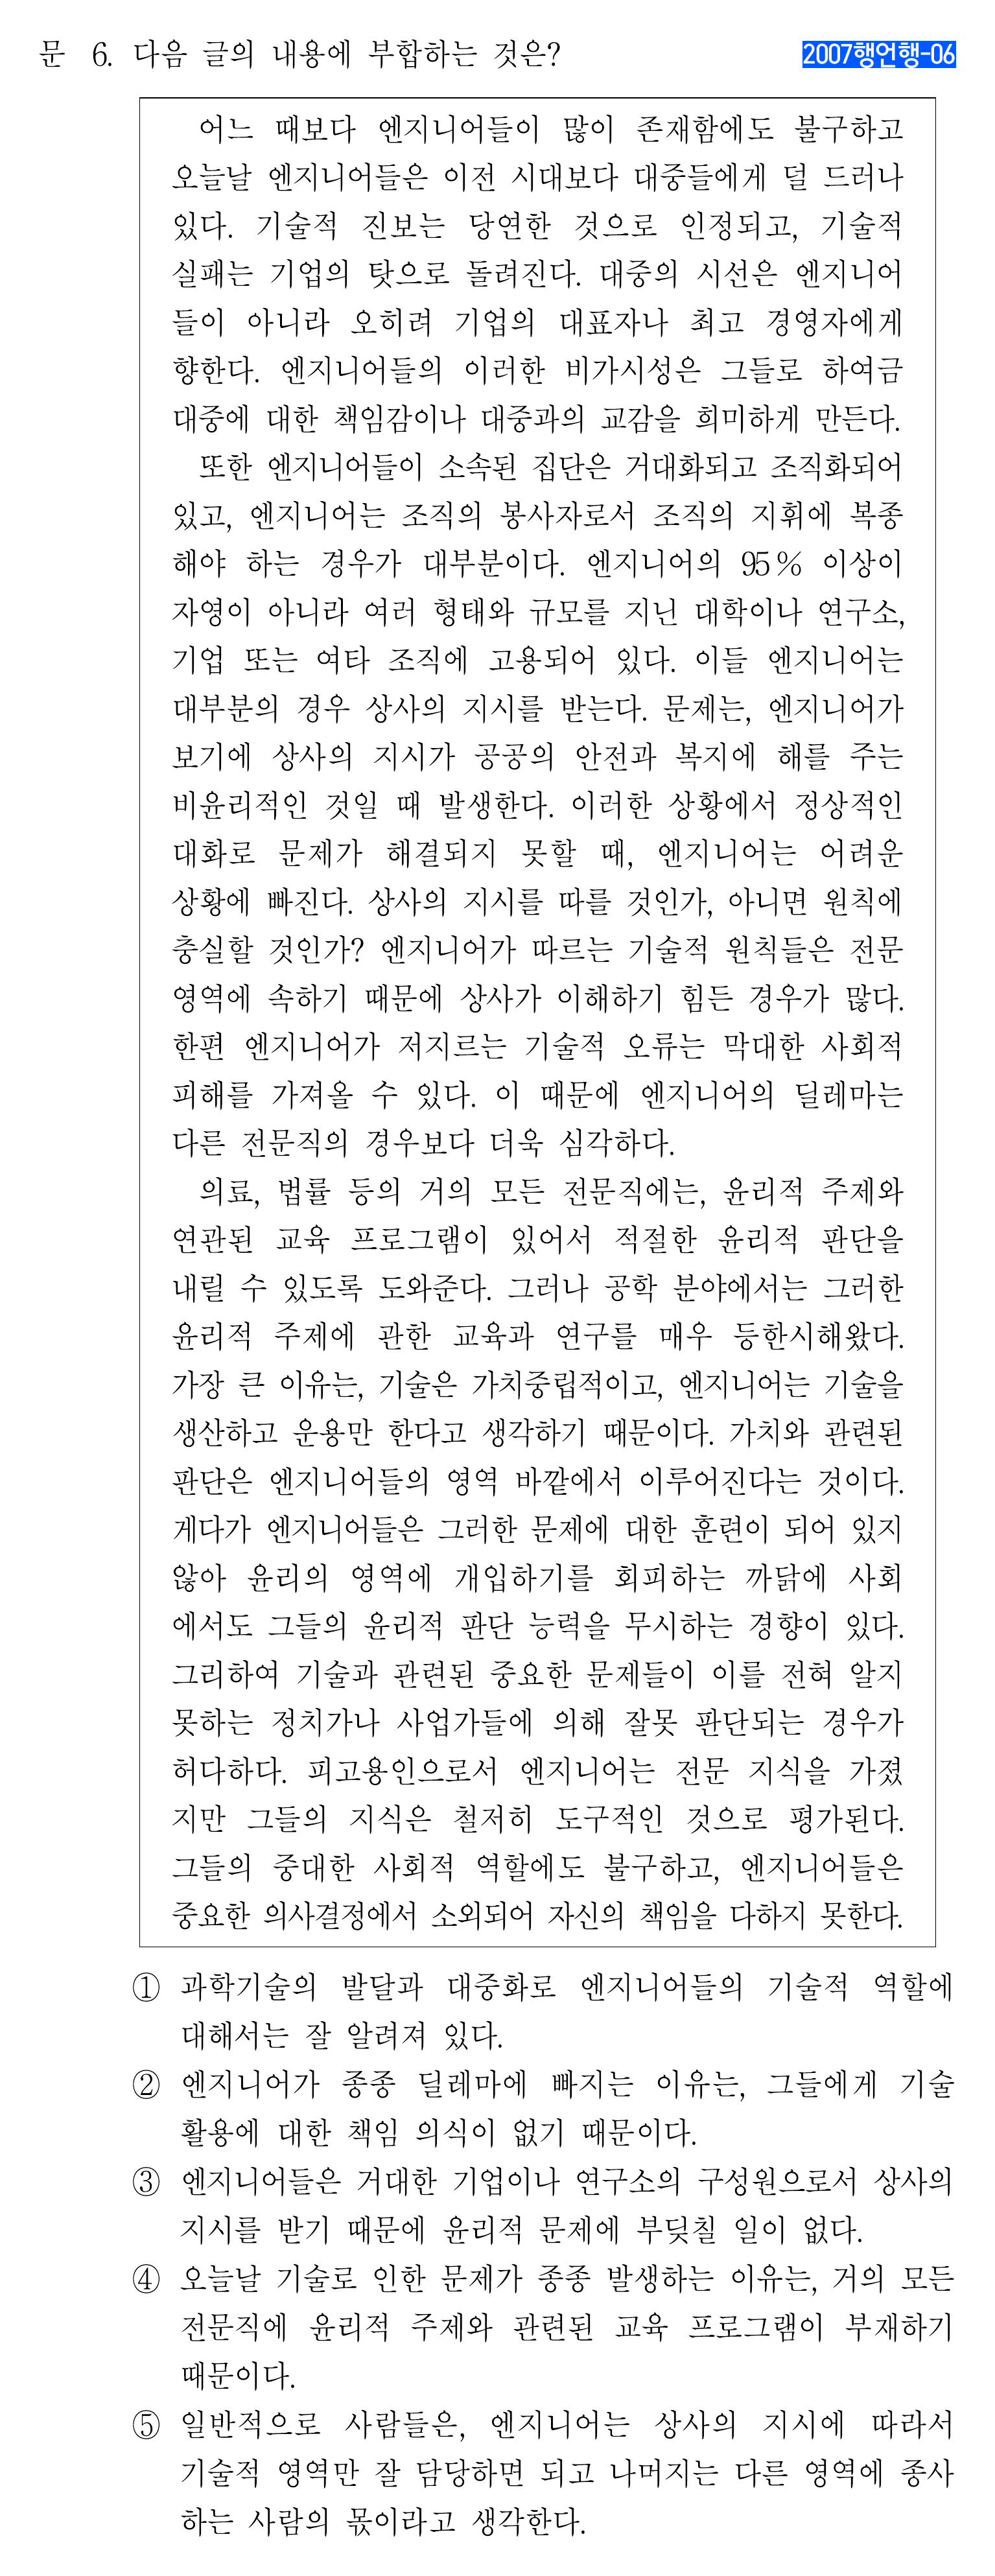 문 6. 다음 글의 내용에 부합하는 것은?
2007행언행-06
어느 때보다 엔지니어들이 많이 존재함에도 불구하고
오늘날 엔지니어들은 이전 시대보다 대중들에게 덜 드러나
있다. 기술적 진보는 당연한 것으로 인정되고, 기술적
실패는 기업의 탓으로 돌려진다. 대중의 시선은 엔지니어
들이 아니라 오히려 기업의 대표자나 최고 경영자에게
향한다. 엔지니어들의 이러한 비가시성은 그들로 하여금
대중에 대한 책임감이나 대중과의 교감을 희미하게 만든다.
또한 엔지니어들이 소속된 집단은 거대화되고 조직화되어
있고, 엔지니어는 조직의 봉사자로서 조직의 지휘에 복종
해야 하는 경우가 대부분이다. 엔지니어의 95% 이상이
자영이 아니라 여러 형태와 규모를 지닌 대학이나 연구소,
기업 또는 여타 조직에 고용되어 있다. 이들 엔지니어는
대부분의 경우 상사의 지시를 받는다. 문제는, 엔지니어가
보기에 상사의 지시가 공공의 안전과 복지에 해를 주는
비윤리적인 것일 때 발생한다. 이러한 상황에서 정상적인
대화로 문제가 해결되지 못할 때, 엔지니어는 어려운
상황에 빠진다. 상사의 지시를 따를 것인가, 아니면 원칙에
충실할 것인가? 엔지니어가 따르는 기술적 원칙들은 전문
영역에 속하기 때문에 상사가 이해하기 힘든 경우가 많다.
한편 엔지니어가 저지르는 기술적 오류는 막대한 사회적
피해를 가져올 수 있다. 이 때문에 엔지니어의 딜레마는
다른 전문직의 경우보다 더욱 심각하다.
의료, 법률 등의 거의 모든 전문직에는, 윤리적 주제와
연관된 교육 프로그램이 있어서 적절한 윤리적 판단을
내릴 수 있도록 도와준다. 그러나 공학 분야에서는 그러한
윤리적 주제에 관한 교육과 연구를 매우 등한시해왔다.
가장 큰 이유는, 기술은 가치중립적이고, 엔지니어는 기술을
생산하고 운용만 한다고 생각하기 때문이다. 가치와 관련된
판단은 엔지니어들의 영역 바깥에서 이루어진다는 것이다.
게다가 엔지니어들은 그러한 문제에 대한 훈련이 되어 있지
않아 윤리의 영역에 개입하기를 회피하는 까닭에 사회
에서도 그들의 윤리적 판단 능력을 무시하는 경향이 있다.
그리하여 기술과 관련된 중요한 문제들이 이를 전혀 알지
못하는 정치가나 사업가들에 의해 잘못 판단되는 경우가
허다하다. 피고용인으로서 엔지니어는 전문 지식을 가졌
지만 그들의 지식은 철저히 도구적인 것으로 평가된다.
그들의 중대한 사회적 역할에도 불구하고, 엔지니어들은
중요한 의사결정에서 소외되어 자신의 책임을 다하지 못한다.
① 과학기술의 발달과 대중화로 엔지니어들의 기술적 역할에
대해서는 잘 알려져 있다.
② 엔지니어가 종종 딜레마에 빠지는 이유는, 그들에게 기술
활용에 대한 책임 의식이 없기 때문이다.
③ 엔지니어들은 거대한 기업이나 연구소의 구성원으로서 상사의
지시를 받기 때문에 윤리적 문제에 부딪칠 일이 없다.
④ 오늘날 기술로 인한 문제가 종종 발생하는 이유는, 거의 모든
전문직에 윤리적 주제와 관련된 교육 프로그램이 부재하기
때문이다.
⑤ 일반적으로 사람들은, 엔지니어는 상사의 지시에 따라서
기술적 영역만 잘 담당하면 되고 나머지는 다른 영역에 종사
하는 사람의 몫이라고 생각한다.